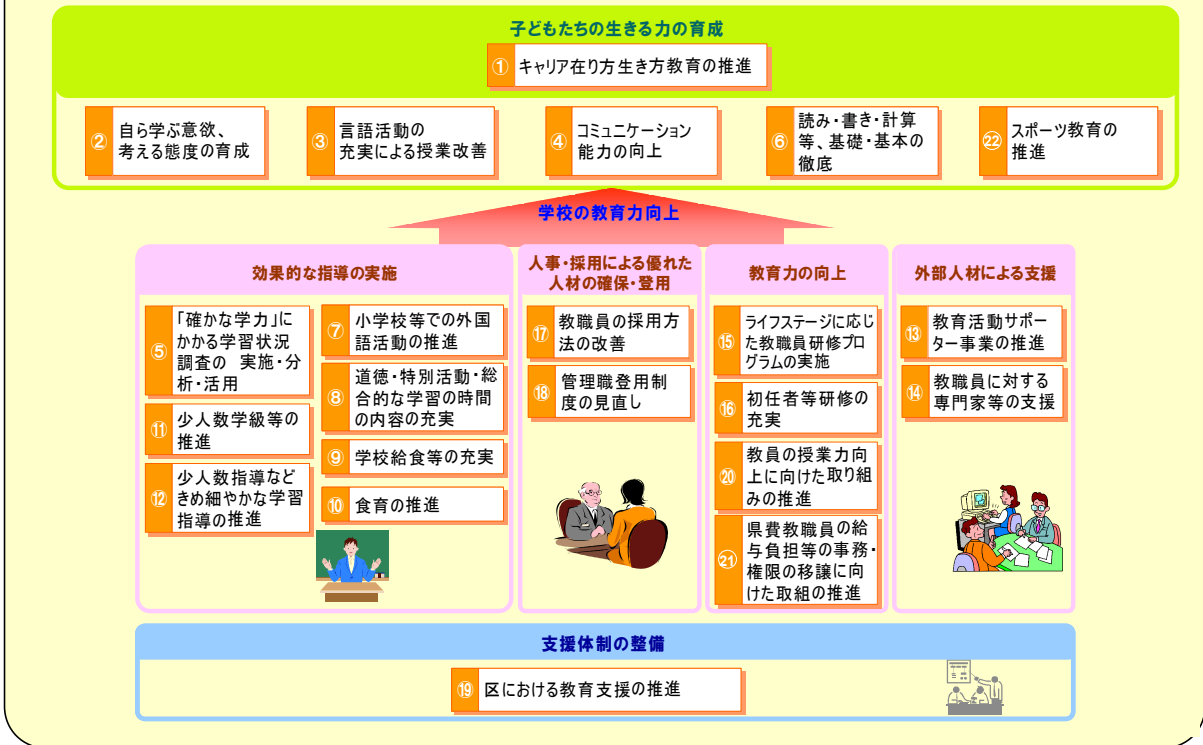 子どもたちの生きる力の育成
① キャリア在り方生き方教育の推進
② 自ら学ぶ意欲、
考える態度の育成
③ 言語活動の
充実による授業改善
④ コミュニケーション
能力の向上
⑥ 読み・書き・計算
等、基礎・基本の
徹底
㉒ スポーツ教育の
推進
学校の教育力向上
効果的な指導の実施
⑤ 「確かな学力」に
かかる学習状況
調査の 実施・分
析・活用
⑪ 少人数学級等の
推進
⑫ 少人数指導など
きめ細やかな学習
指導の推進
⑦ 小学校等での外国
語活動の推進
⑧ 道徳・特別活動・総
合的な学習の時間
の内容の充実
⑨ 学校給食等の充実
⑩ 食育の推進
人事・採用による優れた
人材の確保・登用
⑰ 教職員の採用方
法の改善
⑱ 管理職登用制
度の見直し
教育力の向上
⑮ ライフステージに応じ
た教職員研修プロ
グラムの実施
⑯ 初任者等研修の
充実
⑳ 教員の授業力向
上に向けた取り組
みの推進
㉑ 県費教職員の給
与負担等の事務・
権限の移譲に向
けた取組の推進
外部人材による支援
⑬ 教育活動サポー
ター事業の推進
⑭ 教職員に対する
専門家等の支援
支援体制の整備
⑲ 区における教育支援の推進